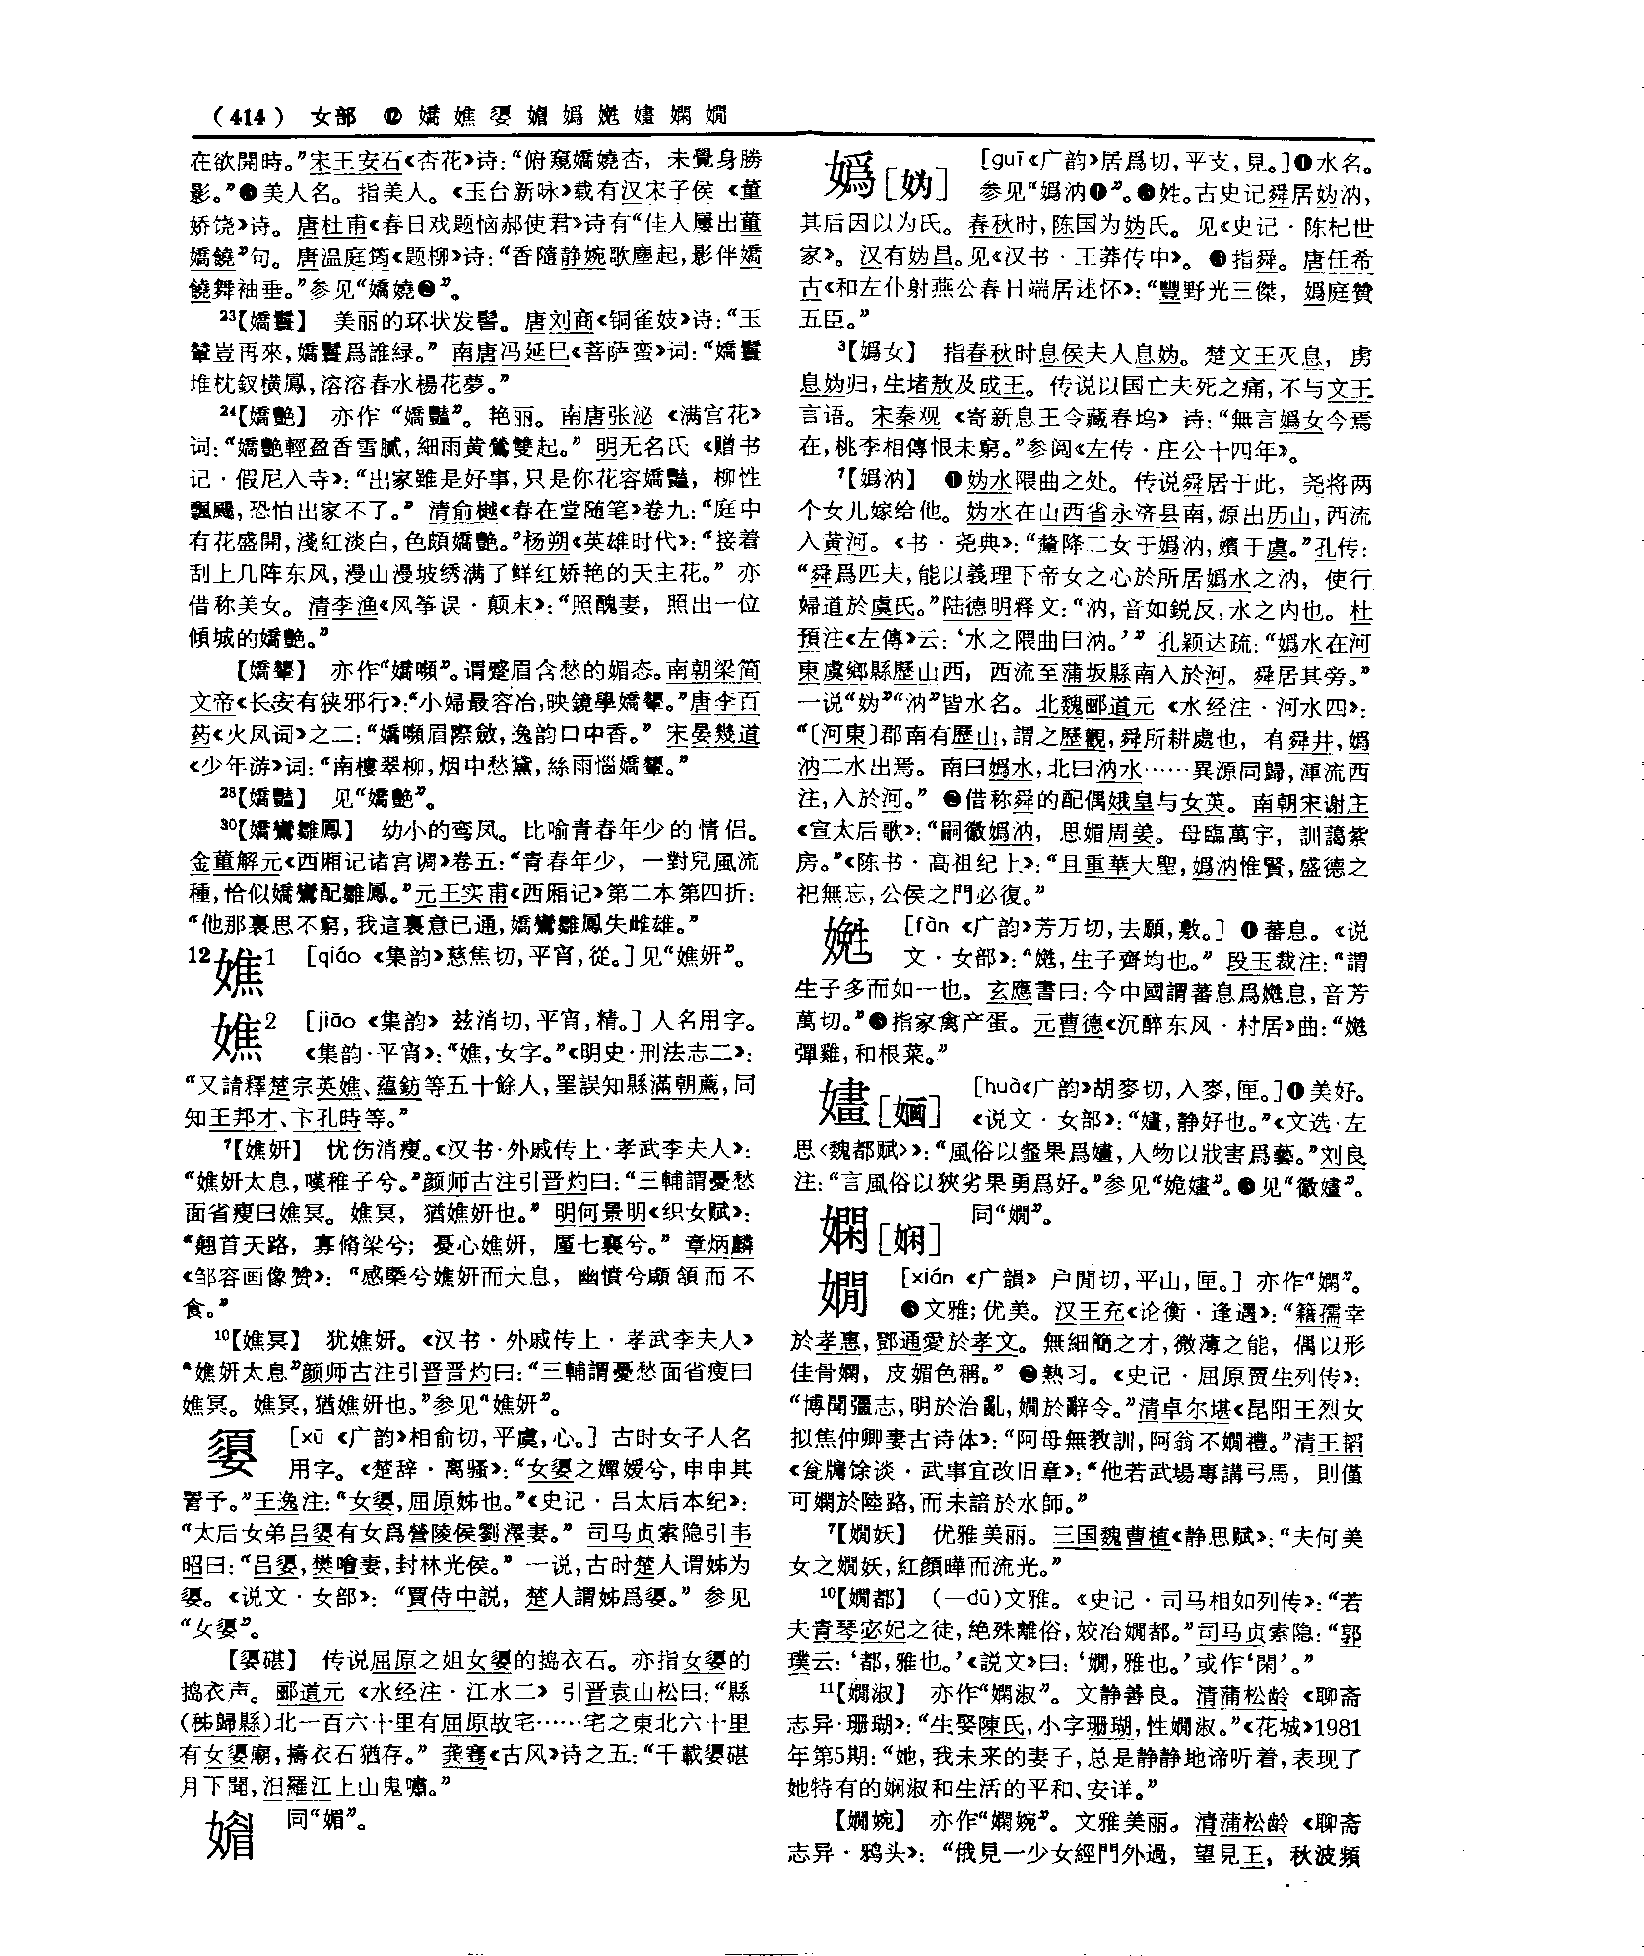 （414） 女部 ⓬ 嬌 嫶 嬃 媹 嬀 嬎 嫿 嫻 嫺
在欲開時。”宋王安石《杏花》诗：“俯窺嬌嬈杏，未覺身勝
影。”❸美人名。指美人。《玉台新咏》载有汉宋子侯《董
娇饶》诗。唐杜甫《春日戏题恼郝使君》诗有“佳人屢出董
嬌饒”句。唐温庭筠《题柳》诗：“香隨静婉歌塵起，影伴嬌
饒舞袖垂。”参见“嬌嬈❷”。
23【嬌鬟】 美丽的环状发髻。唐刘商《铜雀妓》诗：“玉
輦豈再來，嬌鬟爲誰緑。”南唐冯延巳《菩萨蛮》词：“嬌鬟
堆枕釵横鳳，溶溶春水楊花夢。”
24【嬌艷】 亦作“嬌豔”。艳丽。南唐张泌《满宫花》
词：“嬌艷輕盈香雪膩，細雨黄鶯雙起。”明无名氏《赠书
记·假尼入寺》：“出家雖是好事，只是你花容嬌豔，柳性
飄颺，恐怕出家不了。”清俞樾《春在堂随笔》卷九：“庭中
有花盛開，淺紅淡白，色頗嬌艷。”杨朔《英雄时代》：“接着
刮上几阵东风，漫山漫坡绣满了鲜红娇艳的天主花。”亦
借称美女。清李渔《风筝误·颠末》：“照醜妻，照出一位
傾城的嬌艷。”
【嬌顰】 亦作“嬌嚬”。谓蹙眉含愁的媚态。南朝梁简
文帝《长安有狭邪行》：“小婦最容冶，映鏡學嬌顰。”唐李百
药《火凤词》之二：“嬌嚬眉際斂，逸韵口中香。”宋晏幾道
《少年游》词：“南樓翠柳，烟中愁黛，絲雨惱嬌顰。”
28【嬌豔】 见“嬌艷”。
30【嬌鸞雛鳳】 幼小的鸾凤。比喻青春年少的情侣。
金董解元《西厢记诸宫调》卷五：“青春年少，一對兒風流
種，恰似嬌鸞配雛鳳。”元王实甫《西厢记》第二本第四折：
“他那裏思不窮，我這裏意已通，嬌鸞雛鳳失雌雄。”
12嫶1 ［qiáo《集韵》慈焦切，平宵，從。］见“嫶妍”。
嫶2 ［jiāo《集韵》兹消切，平宵，精。］人名用字。
《集韵·平宵》：“嫶，女字。”《明史·刑法志二》：
“又請釋楚宗英嫶、藴鈁等五十餘人，罣誤知縣滿朝薦，同
知王邦才、卞孔時等。”
7【嫶妍】 忧伤消瘦。《汉书·外戚传上·孝武李夫人》：
“嫶妍太息，嘆稚子兮。”颜师古注引晋灼曰：“三輔謂憂愁
面省瘦曰嫶冥。嫶冥，猶嫶妍也。”明何景明《织女赋》：
“翹首天路，寡脩梁兮；憂心嫶妍，厪七襄兮。”章炳麟
《邹容画像赞》：“感槩兮嫶妍而大息，幽憤兮顑頷而不
食。”
10【嫶冥】 犹嫶妍。《汉书·外戚传上·孝武李夫人》
“嫶妍太息”颜师古注引晋晋灼曰：“三輔謂憂愁面省瘦曰
嫶冥。嫶冥，猶嫶妍也。”参见“嫶妍”。
嬃 ［xū《广韵》相俞切，平虞，心。］古时女子人名
用字。《楚辞·离骚》：“女嬃之嬋媛兮，申申其
詈予。”王逸注：“女嬃，屈原姊也。”《史记·吕太后本纪》：
“太后女弟吕嬃有女爲營陵侯劉澤妻。”司马贞索隐引韦
昭曰：“吕嬃，樊噲妻，封林光侯。”一说，古时楚人谓姊为
嬃。《说文·女部》：“賈侍中説，楚人謂姊爲嬃。”参见
“女嬃”。
【嬃碪】 传说屈原之姐女嬃的捣衣石。亦指女嬃的
捣衣声。郦道元《水经注·江水二》引晋袁山松曰：“縣
（秭歸縣）北一百六十里有屈原故宅……宅之東北六十里
有女嬃廟，擣衣石猶存。”龚骞《古风》诗之五：“千載嬃碪
月下聞，汨羅江上山鬼嘯。”
同“媚”。
嬀［妫］ ［guī《广韵》居爲切，平支，見。］❶水名。
参见“嬀汭❶”。❷姓。古史记舜居妫汭，
其后因以为氏。春秋时，陈国为妫氏。见《史记·陈杞世
家》。汉有妫昌。见《汉书·王莽传中》。❸指舜。唐任希
古《和左仆射燕公春日端居述怀》：“豐野光三傑，嬀庭贊
五臣。”
3【嬀女】 指春秋时息侯夫人息妫。楚文王灭息，虏
息妫归，生堵敖及成王。传说以国亡夫死之痛，不与文王
言语。宋秦观《寄新息王令藏春坞》诗：“無言嬀女今焉
在，桃李相傳恨未窮。”参阅《左传·庄公十四年》。
7【嬀汭】 ❶妫水隈曲之处。传说舜居于此，尧将两
个女儿嫁给他。妫水在山西省永济县南，源出历山，西流
入黄河。《书·尧典》：“釐降二女于嬀汭，嬪于虞。”孔传：
“舜爲匹夫，能以義理下帝女之心於所居嬀水之汭，使行
婦道於虞氏。”陆德明释文：“汭，音如鋭反，水之内也。杜
預注《左傳》云：‘水之隈曲曰汭。’”孔颖达疏：“嬀水在河
東虞鄉縣歷山西，西流至蒲坂縣南入於河。舜居其旁。”
一说“妫”“汭”皆水名。北魏郦道元《水经注·河水四》：
“〔河東〕郡南有歷山，謂之歷觀，舜所耕處也，有舜井，嬀
汭二水出焉。南曰嬀水，北曰汭水……異源同歸，渾流西
注，入於河。”❷借称舜的配偶娥皇与女英。南朝宋谢主
《宣太后歌》：“嗣徽嬀汭，思媚周姜。母臨萬宇，訓藹紫
房。”《陈书·高祖纪上》：“且重華大聖，嬀汭惟賢，盛德之
祀無忘，公侯之門必復。”
嬎 ［fàn《广韵》芳万切，去願，敷。］❶蕃息。《说
文·女部》：“嬎，生子齊均也。”段玉裁注：“謂
生子多而如一也。玄應書曰：今中國謂蕃息爲嬎息，音芳
萬切。”❷指家禽产蛋。元曹德《沉醉东风·村居》曲：“嬎
彈雞，和根菜。”
嫿［婳］ ［huà《广韵》胡麥切，入麥，匣。］❶美好。
《说文·女部》：“嫿，静好也。”《文选·左
思〈魏都赋〉》：“風俗以韰果爲嫿，人物以戕害爲藝。”刘良
注：“言風俗以狹劣果勇爲好。”参见“姽嫿”。❷见“徽嫿”。
嫻［娴］ 同“嫺”。
嫺 ［xián《广韻》户閒切，平山，匣。］亦作“嫻”。
❶文雅；优美。汉王充《论衡·逢遇》：“籍孺幸
於孝惠，鄧通愛於孝文。無細簡之才，微薄之能，偶以形
佳骨嫻，皮媚色稱。”❷熟习。《史记·屈原贾生列传》：
“博聞彊志，明於治亂，嫺於辭令。”清卓尔堪《昆阳王烈女
拟焦仲卿妻古诗体》：“阿母無教訓，阿翁不嫺禮。”清王韬
《瓮牖馀谈·武事宜改旧章》：“他若武場專講弓馬，則僅
可嫻於陸路，而未諳於水師。”
7【嫺妖】 优雅美丽。三国魏曹植《静思赋》：“夫何美
女之嫺妖，紅顔曄而流光。”
10【嫺都】 （—dū）文雅。《史记·司马相如列传》：“若
夫青琴宓妃之徒，绝殊離俗，姣冶嫺都。”司马贞索隐：“郭
璞云：‘都，雅也。’《説文》曰：‘嫺，雅也。’或作‘閑’。”
11【嫺淑】 亦作“嫻淑”。文静善良。清蒲松龄《聊斋
志异·珊瑚》：“生娶陳氏，小字珊瑚，性嫺淑。”《花城》1981
年第5期：“她，我未来的妻子，总是静静地谛听着，表现了
她特有的娴淑和生活的平和、安详。”
【嫺婉】 亦作“嫻婉”。文雅美丽。清蒲松龄《聊斋
志异·鸦头》：“俄見一少女經門外過，望見王，秋波頻